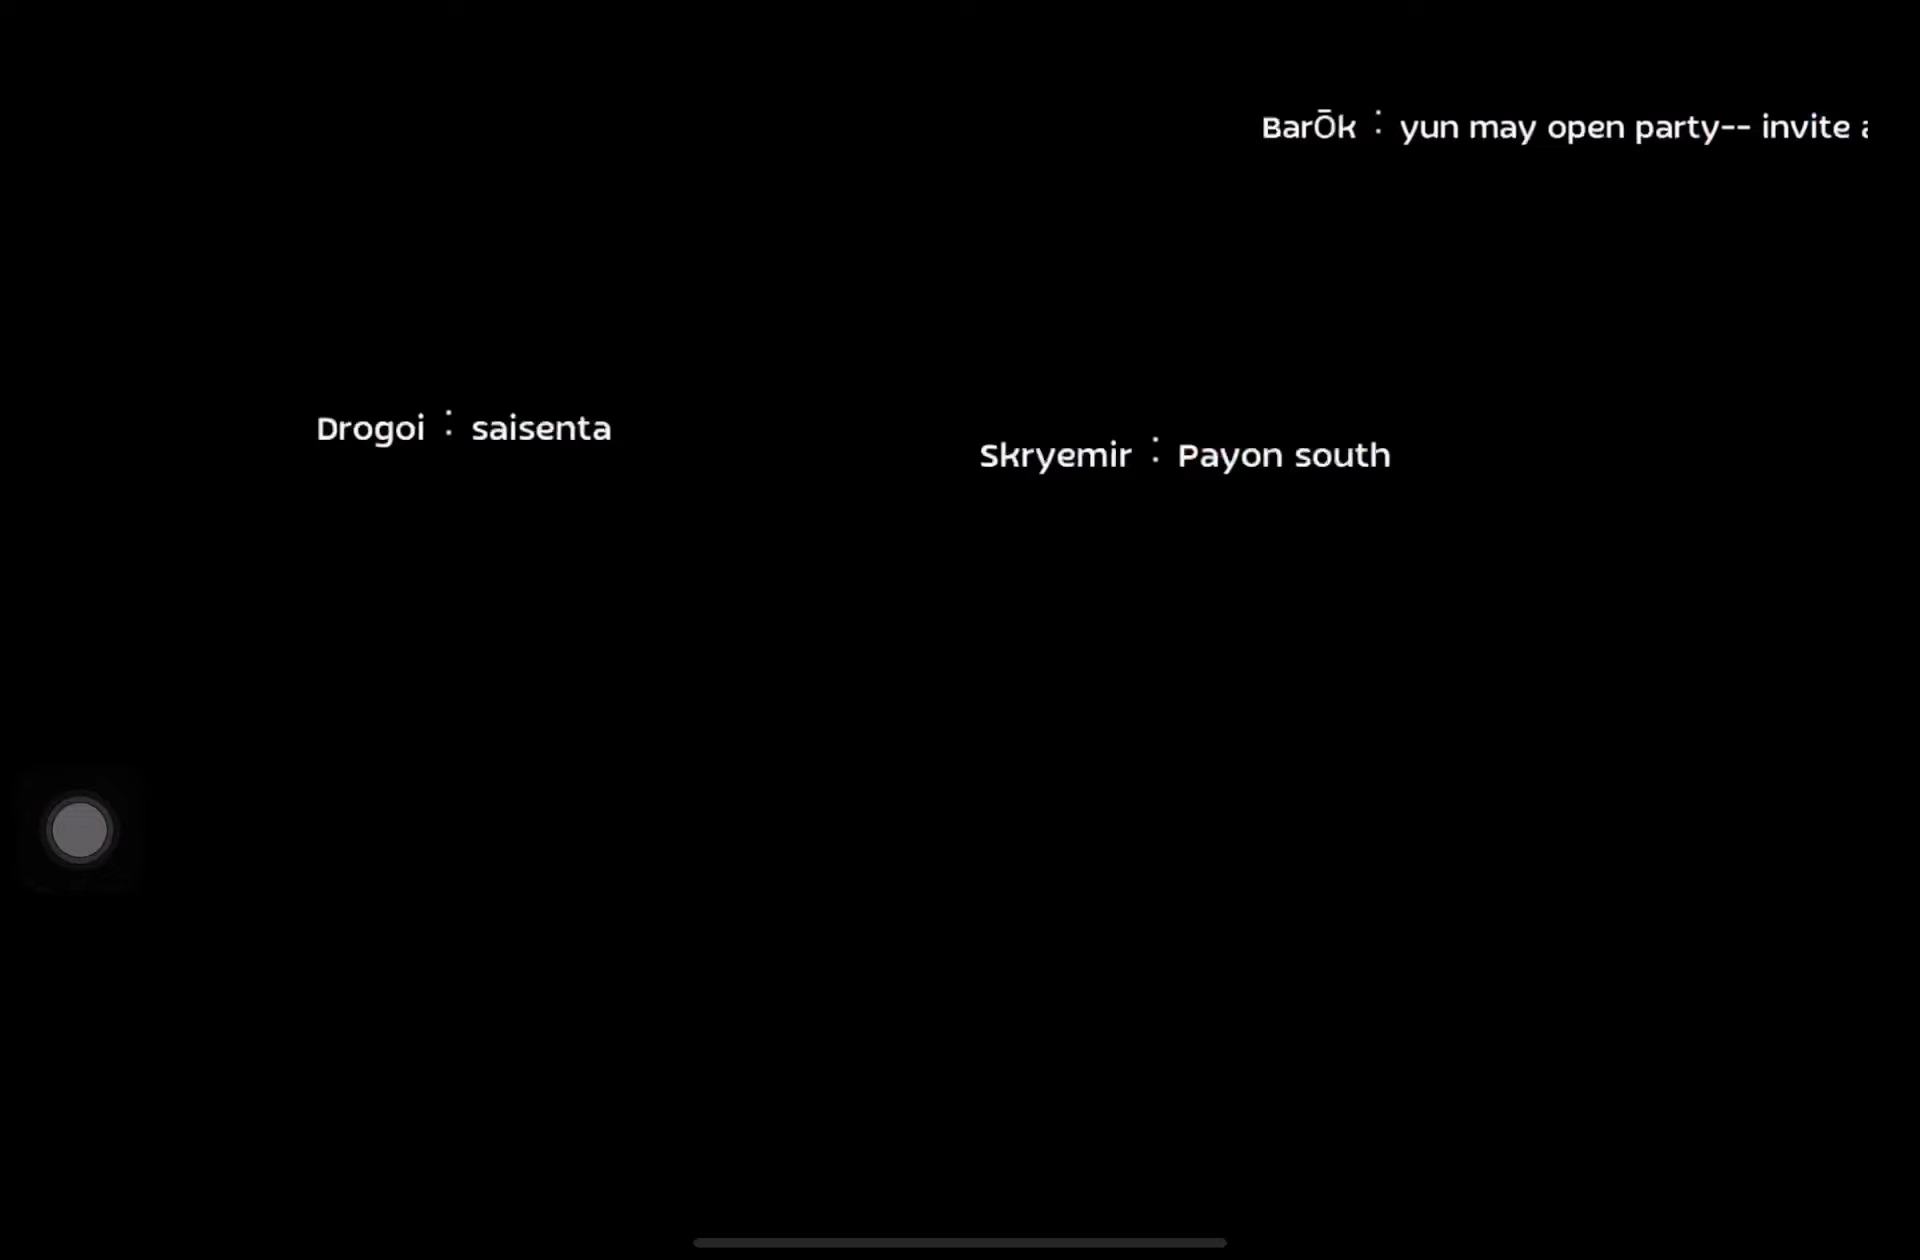 BarŌk : yun may open party-- invite
Drogoi : saisenta
Skryemir : Payon south